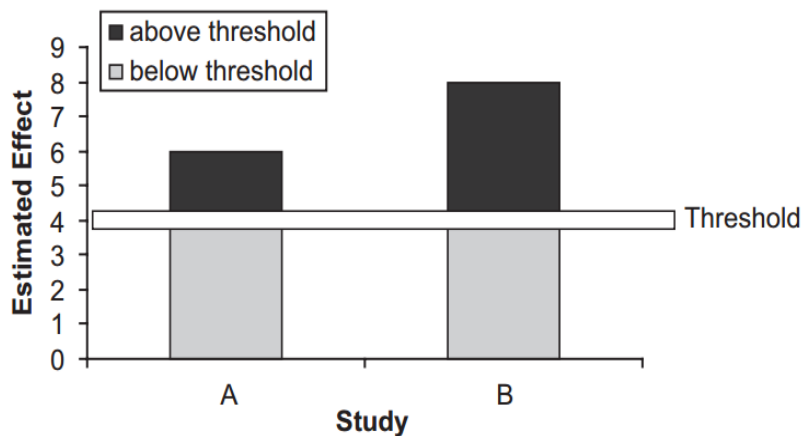 above threshold
below threshold
Estimated Effect
9
8
7
6
5
4
3
2
1
0
Threshold
A B
Study